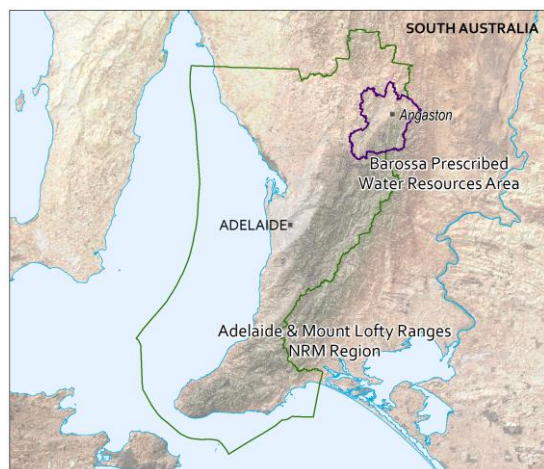 SOUTH AUSTRALIA
Angaston
Barossa Prescribed
Water Resources Area
ADELAIDE
Adelaide & Mount Lofty Ranges
NRM Region